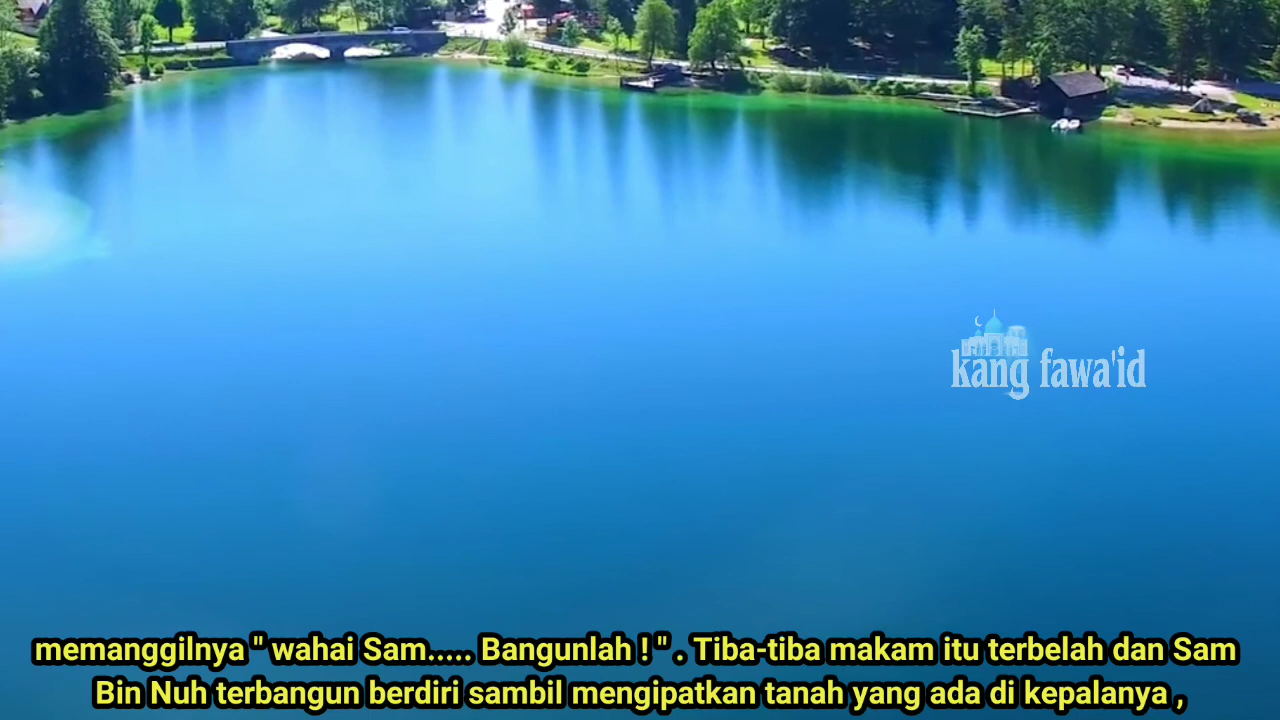 kang fawa'id
memanggilnya " wahai Sam..... Bangunlah ! " . Tiba-tiba makam itu terbelah dan Sam
Bin Nuh terbangun berdiri sambil mengipatkan tanah yang ada di kepalanya ,